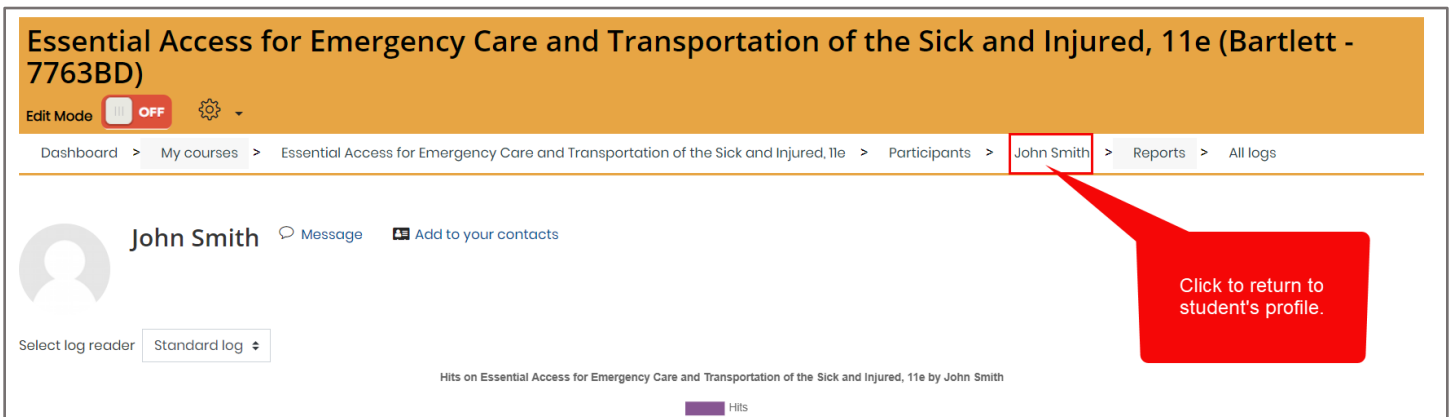 Essential Access for Emergency Care and Transportation of the Sick and Injured, 11e (Bartlett -
7763BD)
Edit Mode OFF
Dashboard > My courses > Essential Access for Emergency Care and Transportation of the Sick and Injured, 11e > Participants > John Smith > Reports > All logs
John Smith Message Add to your contacts
Click to return to
student's profile.
Select log reader Standard log
Hits on Essential Access for Emergency Care and Transportation of the Sick and Injured, 11e by John Smith
Hits